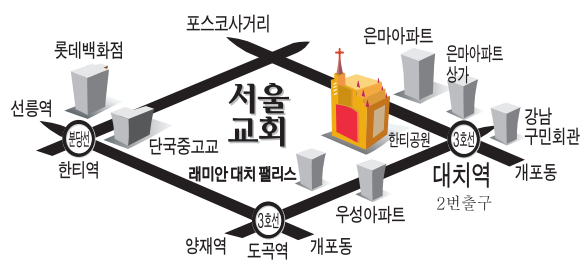 포스코사거리
은마아파트
롯데백화점
은마아파트
상가
선릉역
서울
교회
강남
구민회관
분당선
단국중고교
한티공원
3호선
한티역
래미안 대치 팰리스
대치역
개포동
2번출구
우성아파트
3호선
양재역
도곡역
개포동